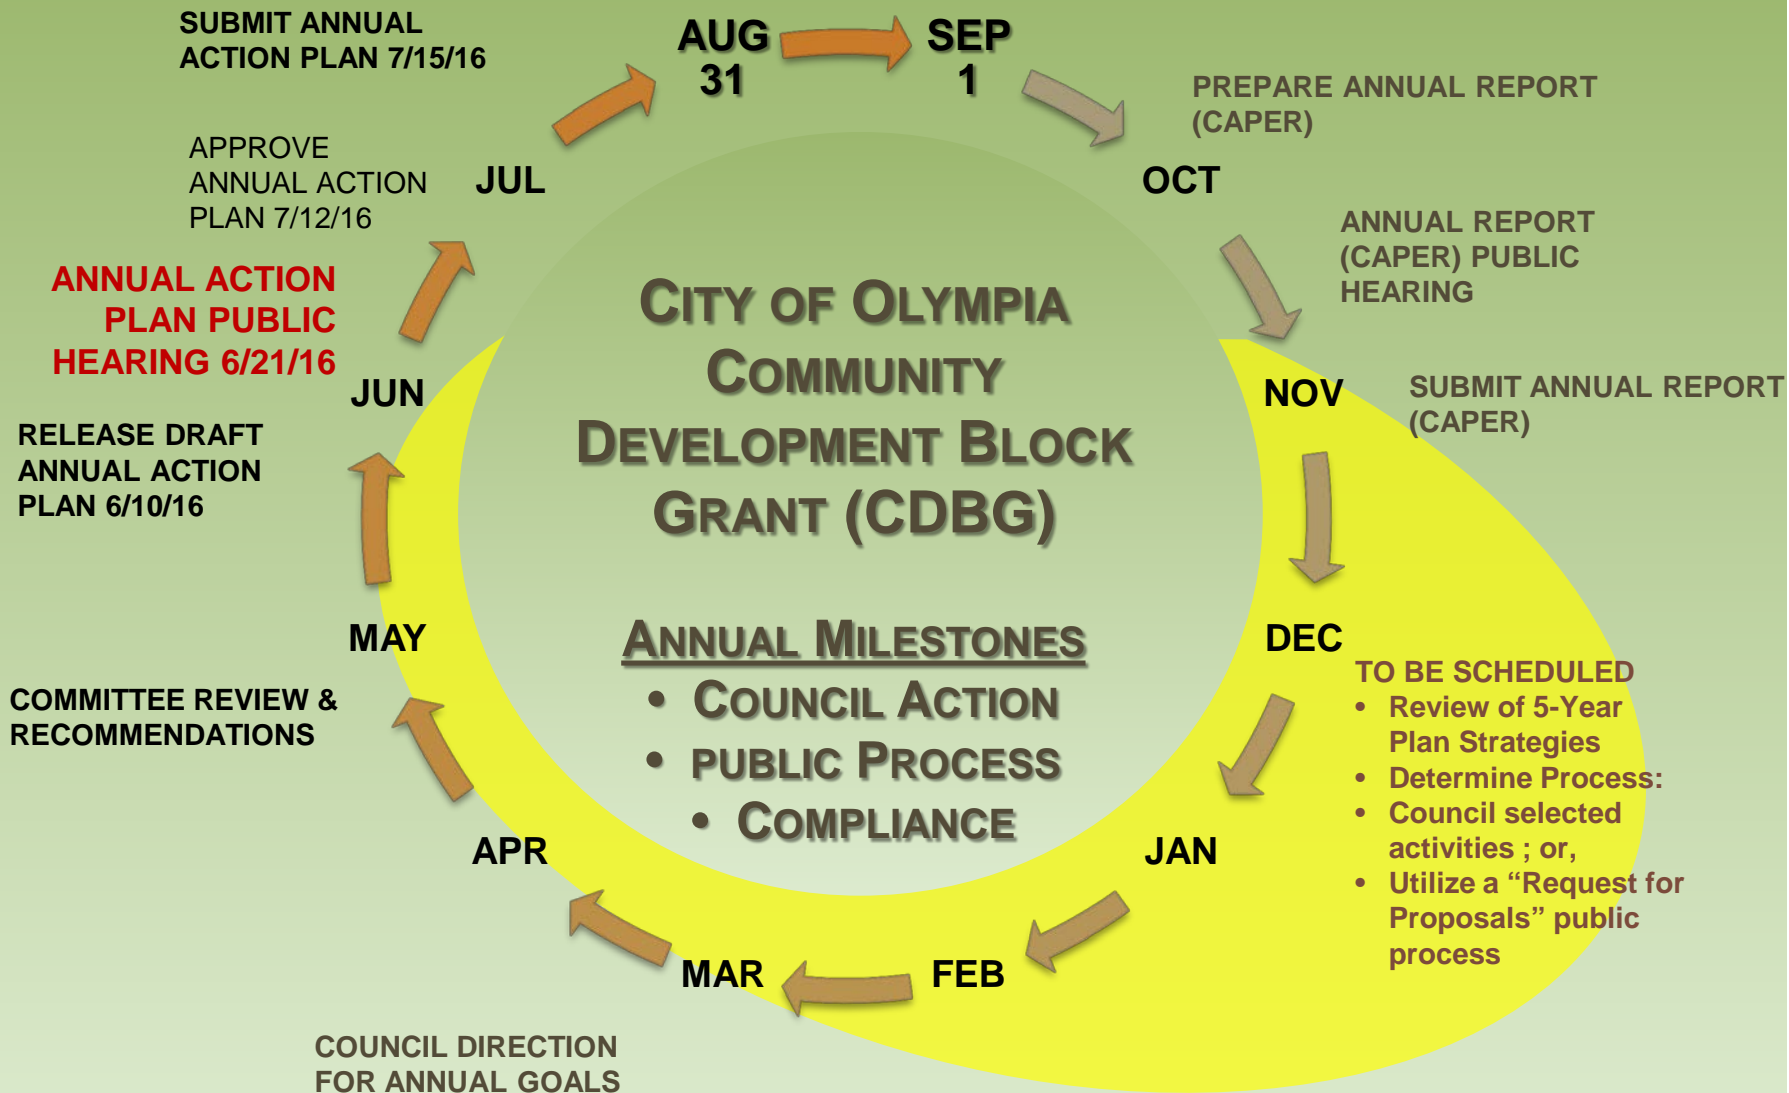 SUBMIT ANNUAL
ACTION PLAN 7/15/16
AUG
31
SEP
1
PREPARE ANNUAL REPORT
(CAPER)
APPROVE
ANNUAL ACTION
PLAN 7/12/16
JUL
OCT
ANNUAL REPORT
(CAPER) PUBLIC
HEARING
ANNUAL ACTION
PLAN PUBLIC
HEARING 6/21/16
JUN
NOV
SUBMIT ANNUAL REPORT
(CAPER)
CITY OF OLYMPIA
COMMUNITY
DEVELOPMENT BLOCK
GRANT (CDBG)
RELEASE DRAFT
ANNUAL ACTION
PLAN 6/10/16
MAY
DEC
ANNUAL MILESTONES
• COUNCIL ACTION
• PUBLIC PROCESS
• COMPLIANCE
TO BE SCHEDULED
• Review of 5-Year
Plan Strategies
• Determine Process:
• Council selected
activities ; or,
• Utilize a “Request for
Proposals” public
process
COMMITTEE REVIEW &
RECOMMENDATIONS
APR
JAN
MAR
FEB
COUNCIL DIRECTION
FOR ANNUAL GOALS